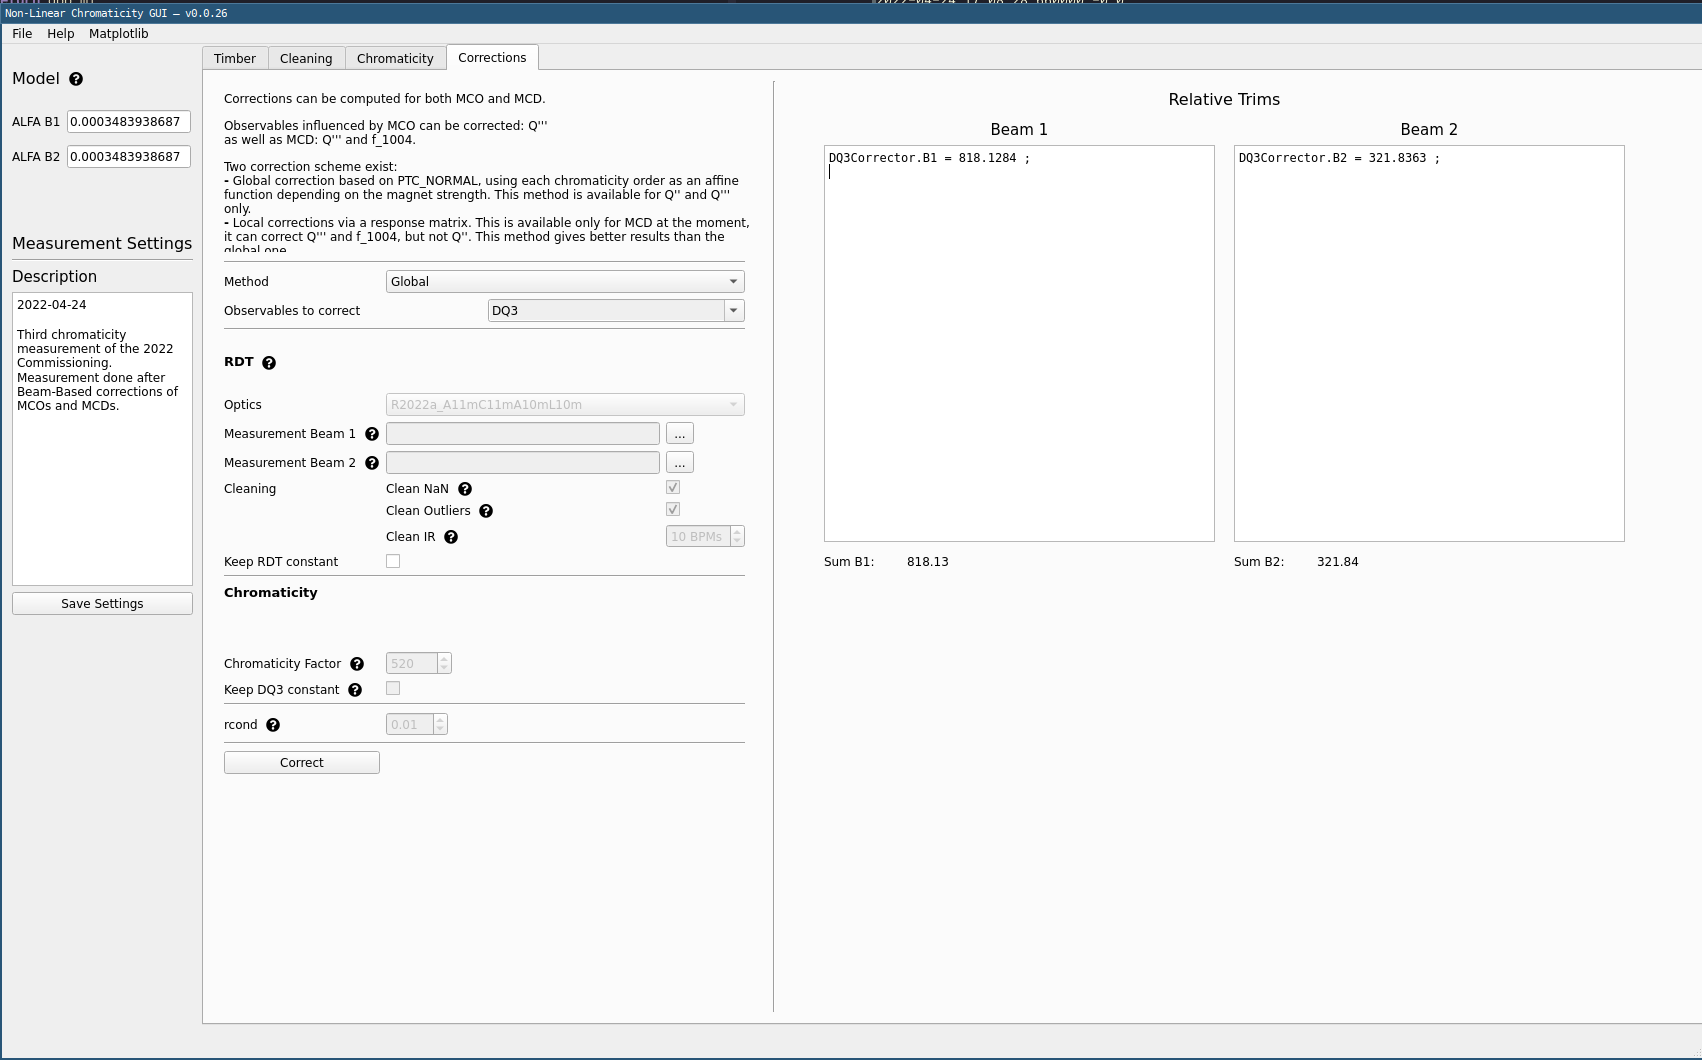 Non-Linear Chromaticity GUI – v0.0.26
File Help Matplotlib
Timber Cleaning Chromaticity Corrections
Model
ALFA B1 0.0003483938687
ALFA B2 0.0003483938687
Measurement Settings
Description
2022-04-24
Third chromaticity
measurement of the 2022
Commissioning.
Measurement done after
Beam-Based corrections of
MCOs and MCDs.
Save Settings
Corrections can be computed for both MCO and MCD.
Observables influenced by MCO can be corrected: Q'''
as well as MCD: Q''' and f_1004.
Two correction scheme exist:
- Global correction based on PTC_NORMAL, using each chromaticity order as an affine
function depending on the magnet strength. This method is available for Q'' and Q'''
only.
- Local corrections via a response matrix. This is available only for MCD at the moment,
it can correct Q''' and f_1004, but not Q''. This method gives better results than the
global one
Method Global
Observables to correct DQ3
RDT
Optics R2022a_A11mC11mA10mL10m
Measurement Beam 1 ...
Measurement Beam 2 ...
Cleaning Clean NaN
Clean Outliers
Clean IR 10 BPMs
Keep RDT constant
Chromaticity
Chromaticity Factor 520
Keep DQ3 constant
rcond 0.01
Correct
Relative Trims
Beam 1
DQ3Corrector.B1 = 818.1284 ;
Sum B1: 818.13
Beam 2
DQ3Corrector.B2 = 321.8363 ;
Sum B2: 321.84